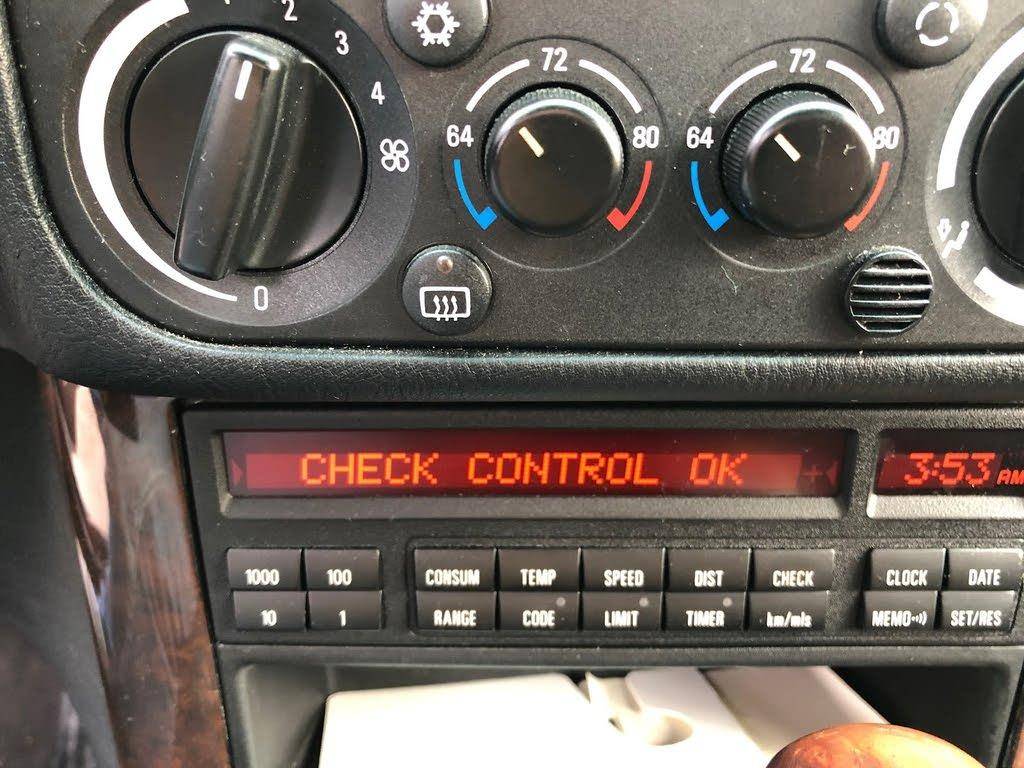 2
3
4
0
72
64 80
72
64 80
CHECK CONTROL OK
3:53 AM
1000 100
10 1
CONSUM TEMP SPEED DIST CHECK
RANGE CODE LIMIT TIMER km/mls
CLOCK DATE
MEMO SET/RES